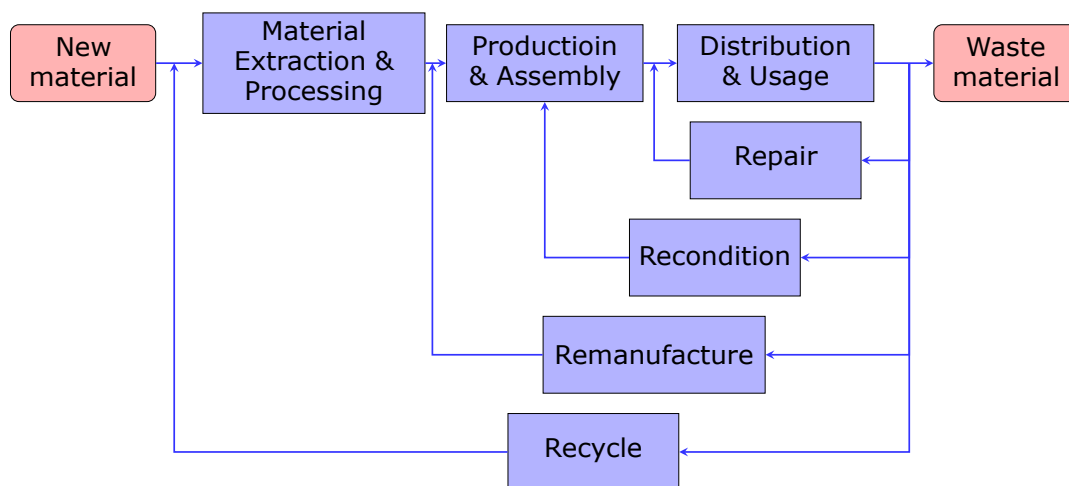 New
material
Material
Extraction &
Processing
Productioin
& Assembly
Distribution
& Usage
Waste
material
Repair
Recondition
Remanufacture
Recycle